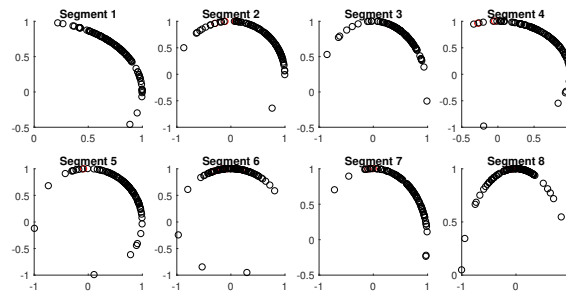 Segment 1 Segment 2 Segment 3 Segment 4
1 1 1 1
0.5 0.5 0.5 0.5
0 0 0 0
-0.5 -0.5 -0.5
-0.5 -1 -1 -1
0 0.5 1 -1 0 1 -1 0 1 -0.5 0 0.5 1
Segment 5 Segment 6 Segment 7 Segment 8
1 1 1 1
0.5 0.5 0.5 0.5
0 0 0
-0.5 -0.5
-1 -1 -0.5 0
-1 0 1 -1 0 1 -1 0 1 -1 0 1